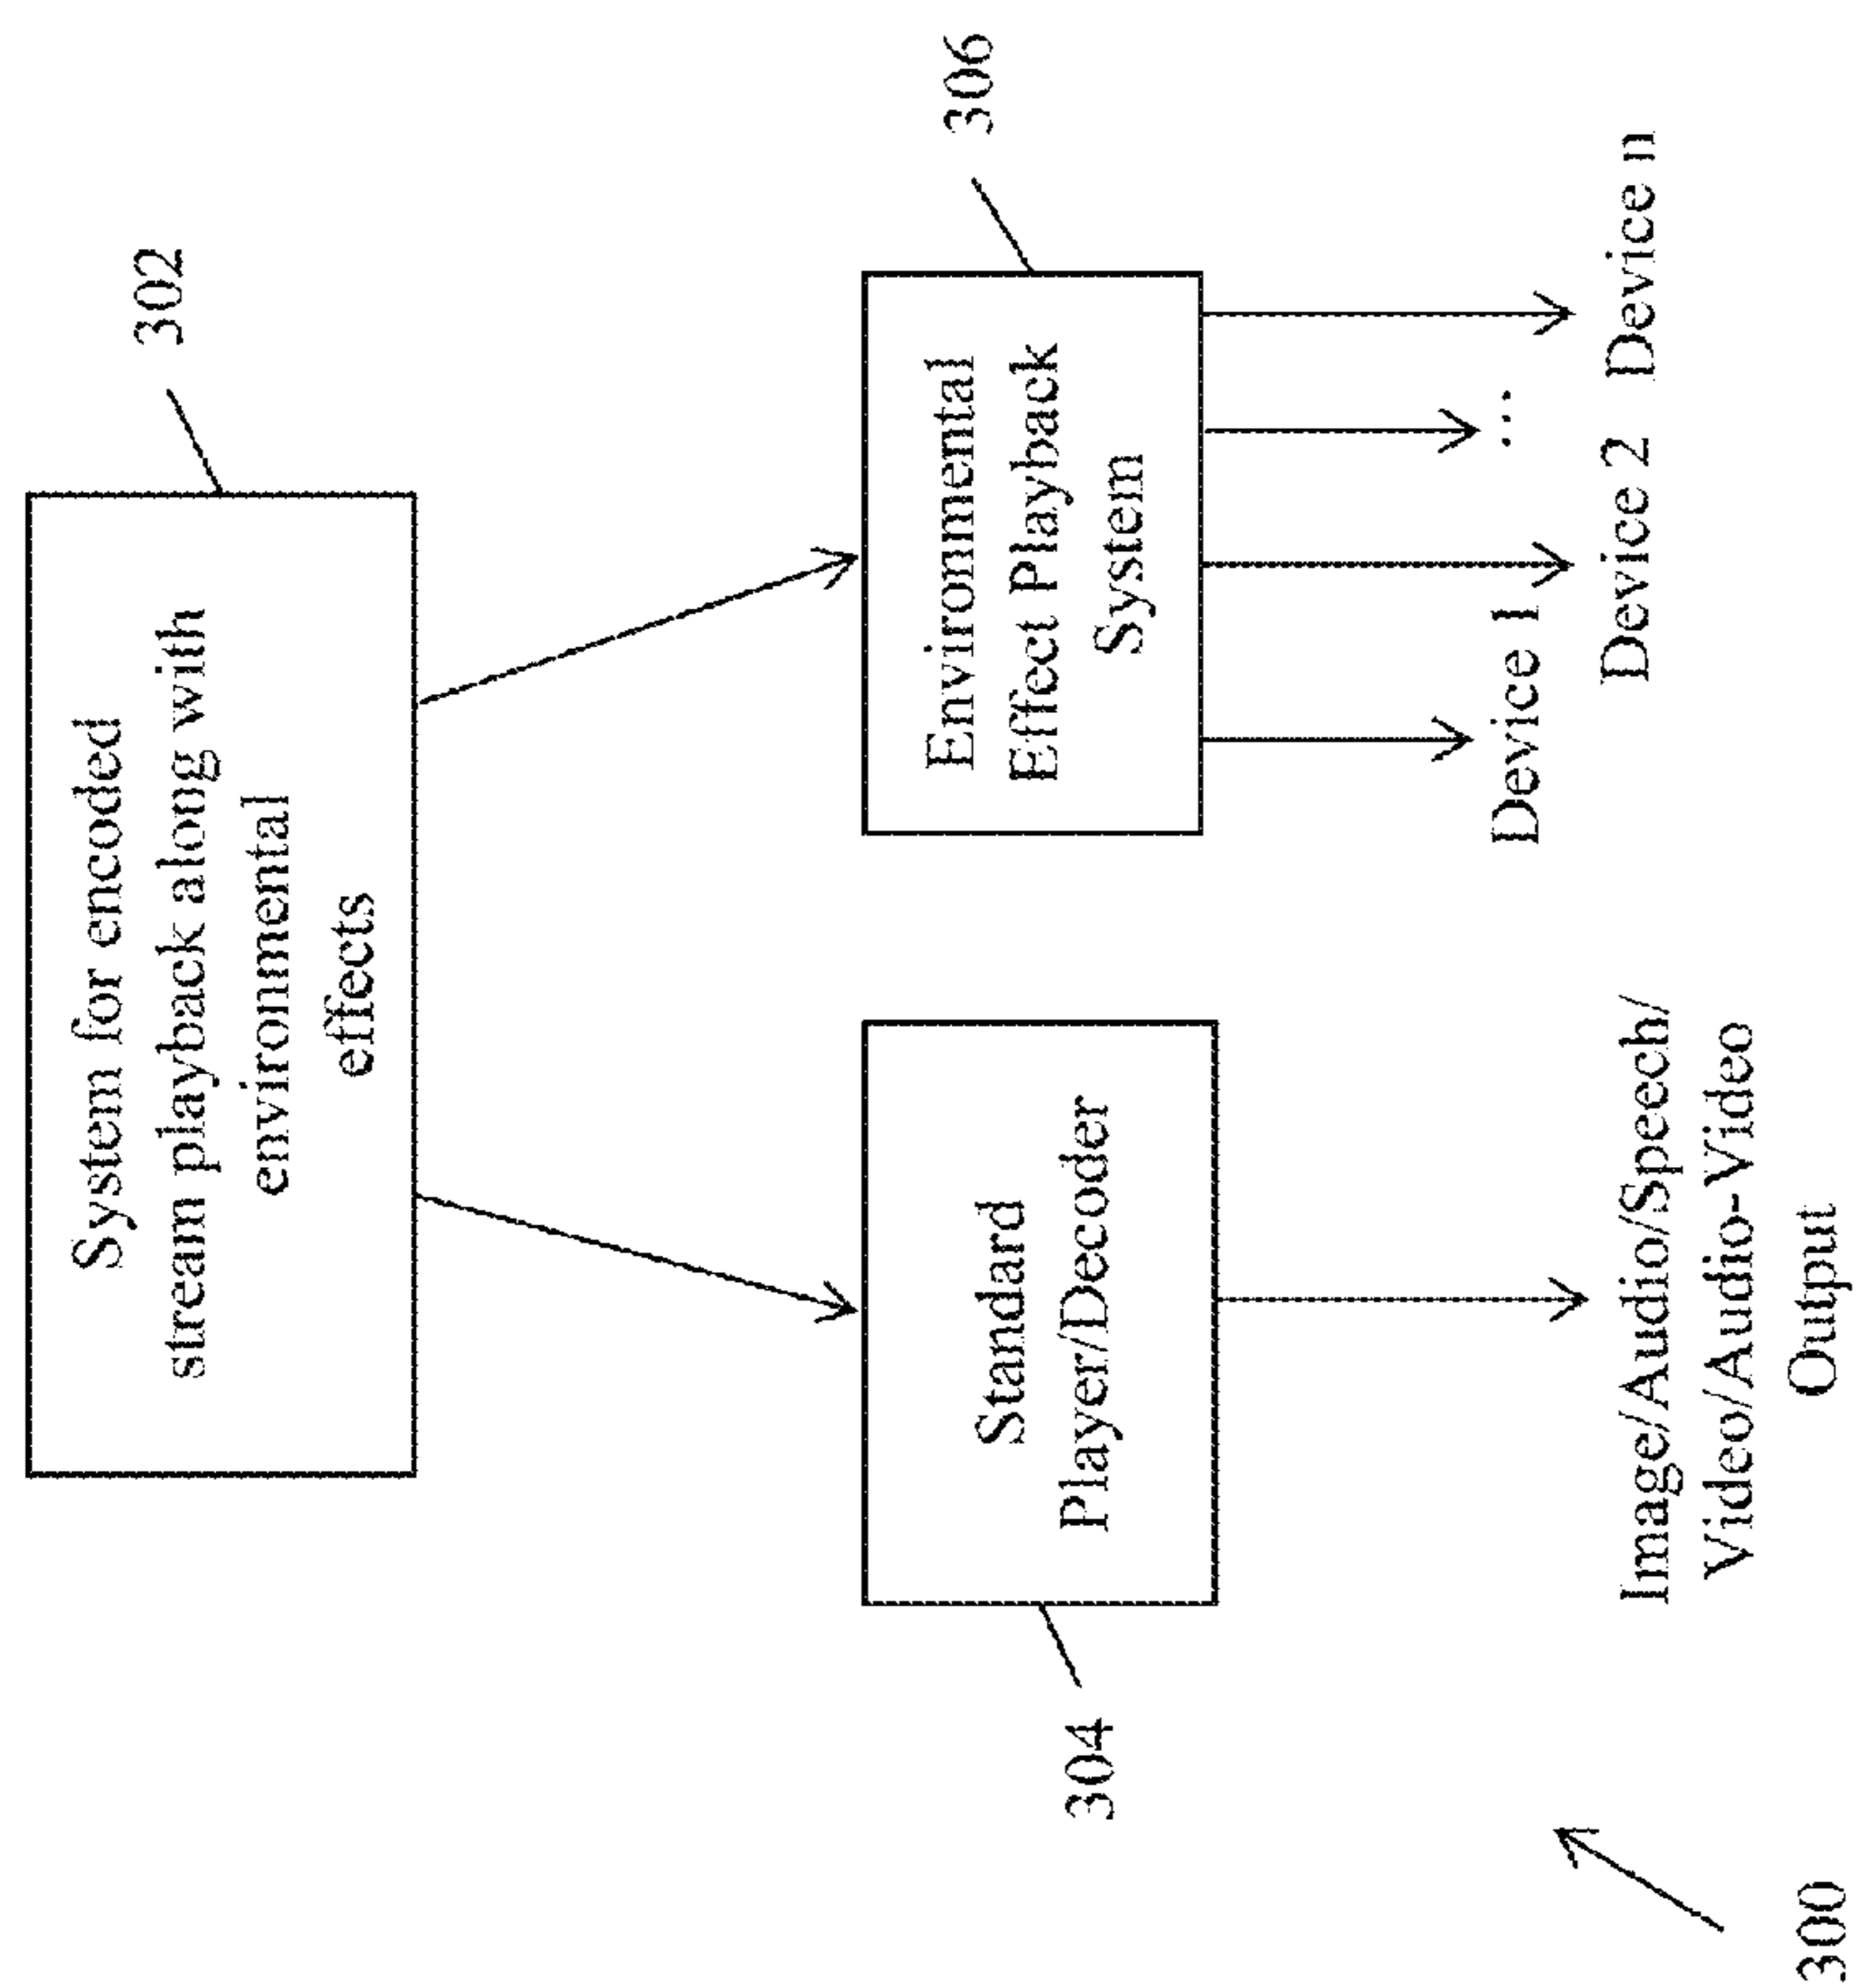 System for encoded
stream playback along with
environmental
effects
302
Standard
Player/Decoder
304
Environmental
Effect Playback
System
306
Image/Audio/Speech/
Video/Audio-Video
Output
Device 1
Device 2
...
Device n
300